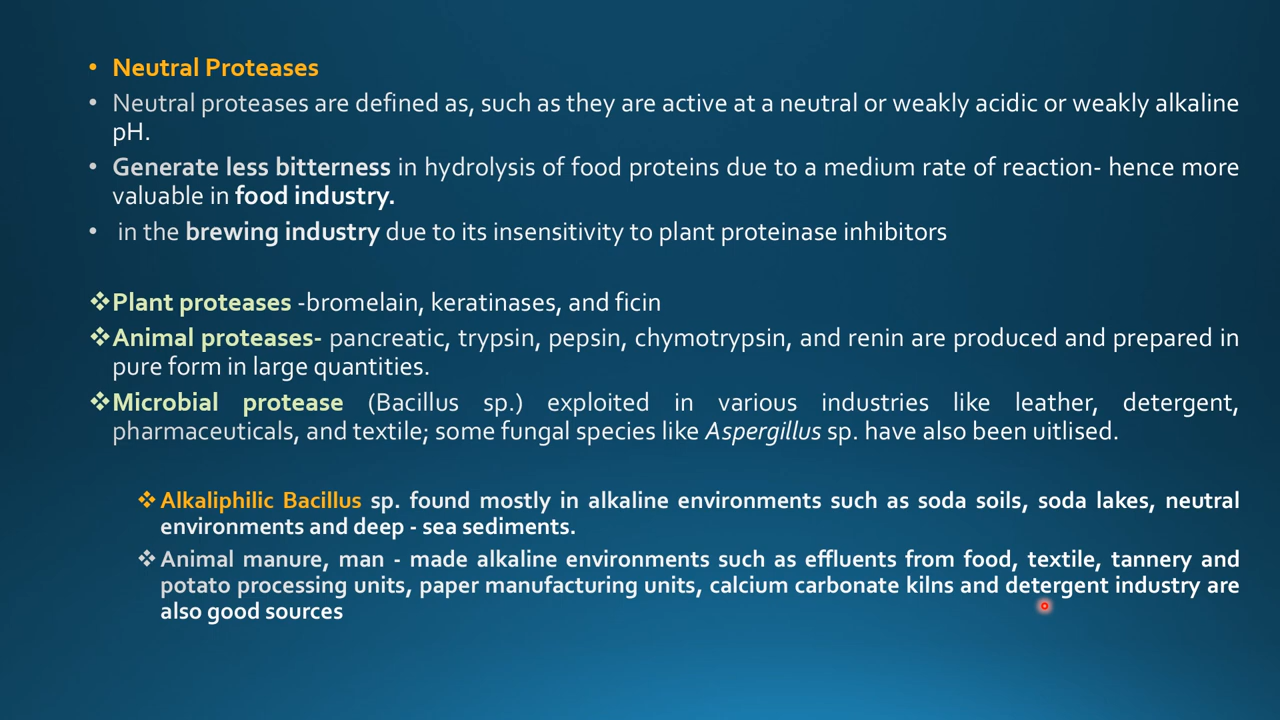 • Neutral Proteases
• Neutral proteases are defined as, such as they are active at a neutral or weakly acidic or weakly alkaline
pH.
• Generate less bitterness in hydrolysis of food proteins due to a medium rate of reaction- hence more
valuable in food industry.
• in the brewing industry due to its insensitivity to plant proteinase inhibitors
❖Plant proteases -bromelain, keratinases, and ficin
❖Animal proteases- pancreatic, trypsin, pepsin, chymotrypsin, and renin are produced and prepared in
pure form in large quantities.
❖Microbial protease (Bacillus sp.) exploited in various industries like leather, detergent,
pharmaceuticals, and textile; some fungal species like Aspergillus sp. have also been uitlised.
❖Alkaliphilic Bacillus sp. found mostly in alkaline environments such as soda soils, soda lakes, neutral
environments and deep - sea sediments.
❖Animal manure, man - made alkaline environments such as effluents from food, textile, tannery and
potato processing units, paper manufacturing units, calcium carbonate kilns and detergent industry are
also good sources